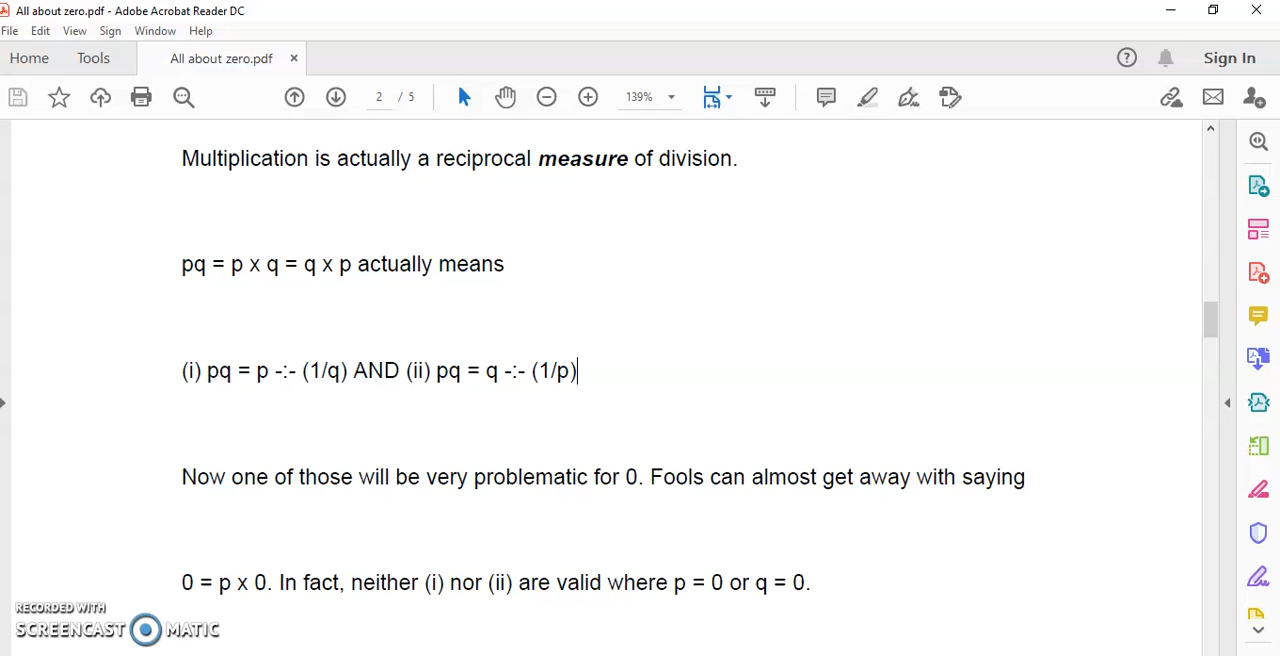 All about zero.pdf - Adobe Acrobat Reader DC
File Edit View Sign Window Help
Home Tools All about zero.pdf × Sign In
2 / 5 139%
Multiplication is actually a reciprocal measure of division.
pq = p x q = q x p actually means
(i) pq = p -:- (1/q) AND (ii) pq = q -:- (1/p)
Now one of those will be very problematic for 0. Fools can almost get away with saying
0 = p x 0. In fact, neither (i) nor (ii) are valid where p = 0 or q = 0.
RECORDED WITH
SCREENCAST MATIC